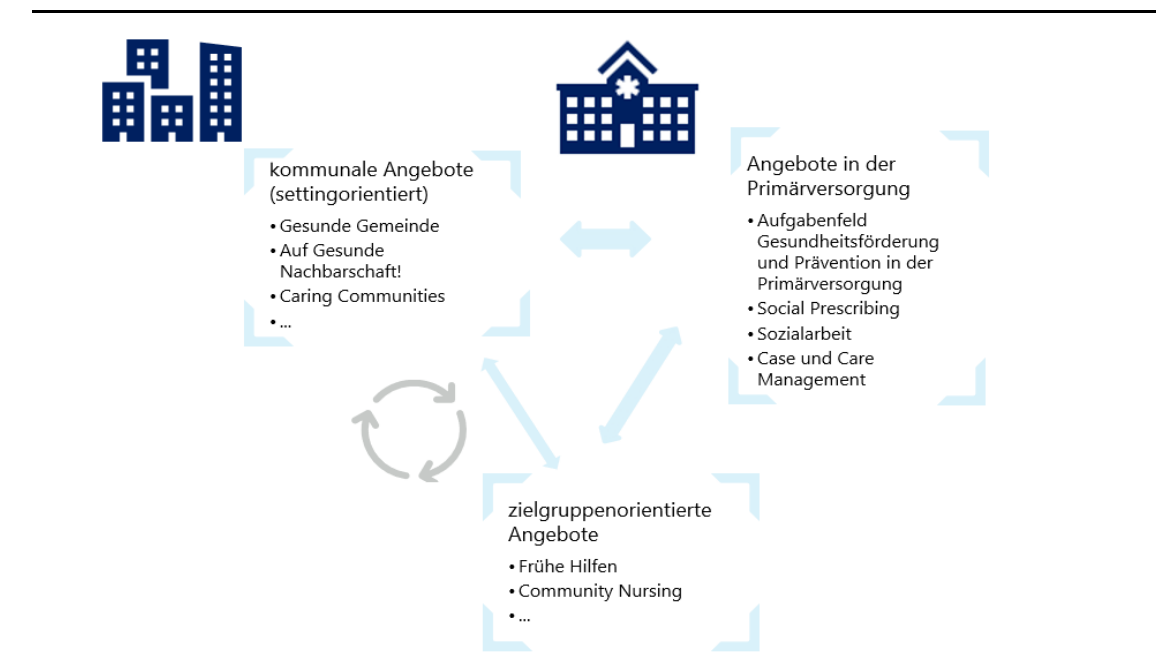 kommunale Angebote
(settingorientiert)
• Gesunde Gemeinde
• Auf Gesunde
Nachbarschaft!
• Caring Communities
• ...
Angebote in der
Primärversorgung
• Aufgabenfeld
Gesundheitsförderung
und Prävention in der
Primärversorgung
• Social Prescribing
• Sozialarbeit
• Case und Care
Management
zielgruppenorientierte
Angebote
• Frühe Hilfen
• Community Nursing
• ...